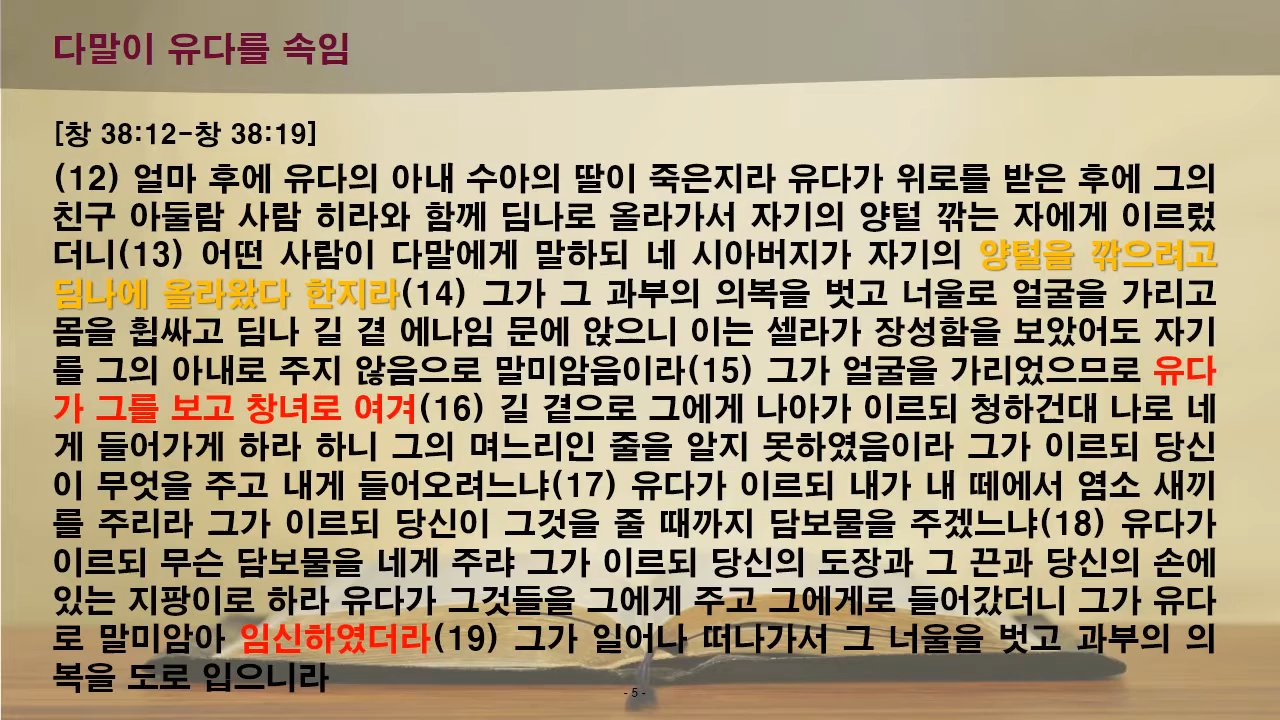 다말이 유다를 속임
[창 38:12-창 38:19]
(12) 얼마 후에 유다의 아내 수아의 딸이 죽은지라 유다가 위로를 받은 후에 그의
친구 아둘람 사람 히라와 함께 딤나로 올라가서 자기의 양털 깎는 자에게 이르렀
더니(13) 어떤 사람이 다말에게 말하되 네 시아버지가 자기의 양털을 깎으려고
딤나에 올라왔다 한지라(14) 그가 그 과부의 의복을 벗고 너울로 얼굴을 가리고
몸을 휩싸고 딤나 길 곁 에나임 문에 앉으니 이는 셀라가 장성함을 보았어도 자기
를 그의 아내로 주지 않음으로 말미암음이라(15) 그가 얼굴을 가리었으므로 유다
가 그를 보고 창녀로 여겨(16) 길 곁으로 그에게 나아가 이르되 청하건대 나로 네
게 들어가게 하라 하니 그의 며느리인 줄을 알지 못하였음이라 그가 이르되 당신
이 무엇을 주고 내게 들어오려느냐(17) 유다가 이르되 내가 내 떼에서 염소 새끼
를 주리라 그가 이르되 당신이 그것을 줄 때까지 담보물을 주겠느냐(18) 유다가
이르되 무슨 담보물을 네게 주랴 그가 이르되 당신의 도장과 그 끈과 당신의 손에
있는 지팡이로 하라 유다가 그것들을 그에게 주고 그에게로 들어갔더니 그가 유다
로 말미암아 임신하였더라(19) 그가 일어나 떠나가서 그 너울을 벗고 과부의 의
복을 도로 입으니라
- 5 -